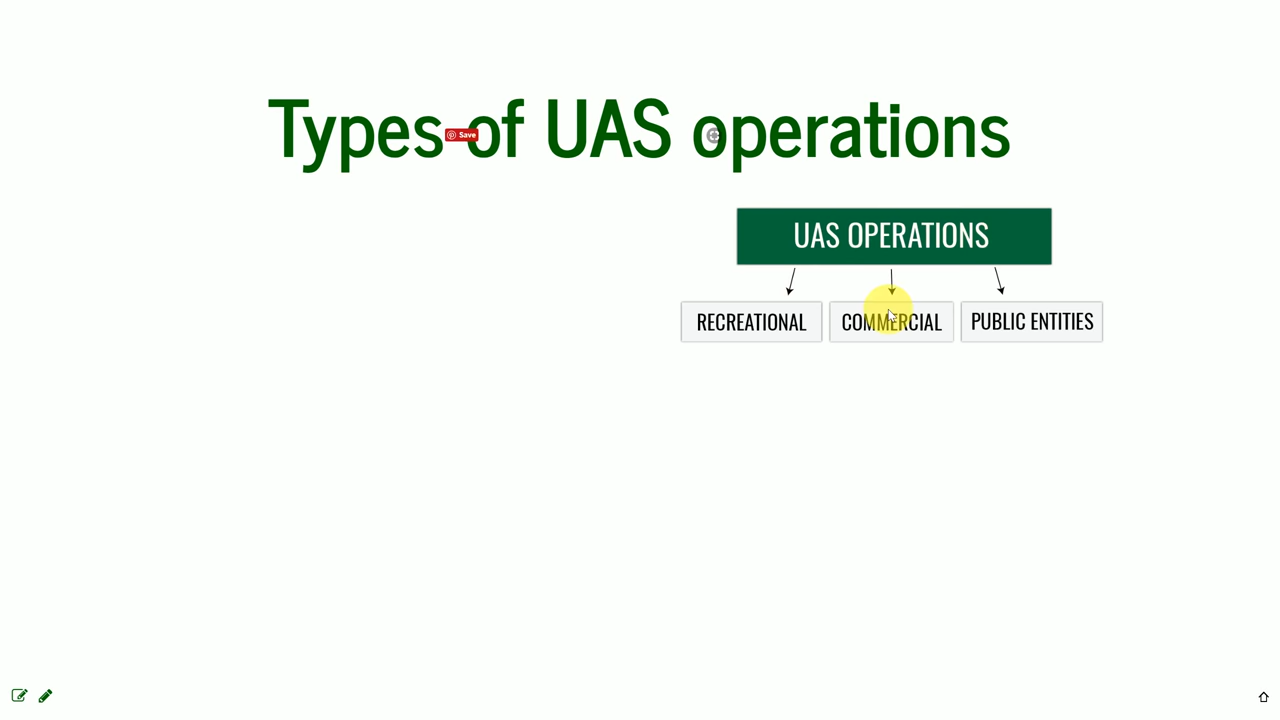 Types of UAS operations
Save
UAS OPERATIONS
RECREATIONAL
COMMERCIAL
PUBLIC ENTITIES